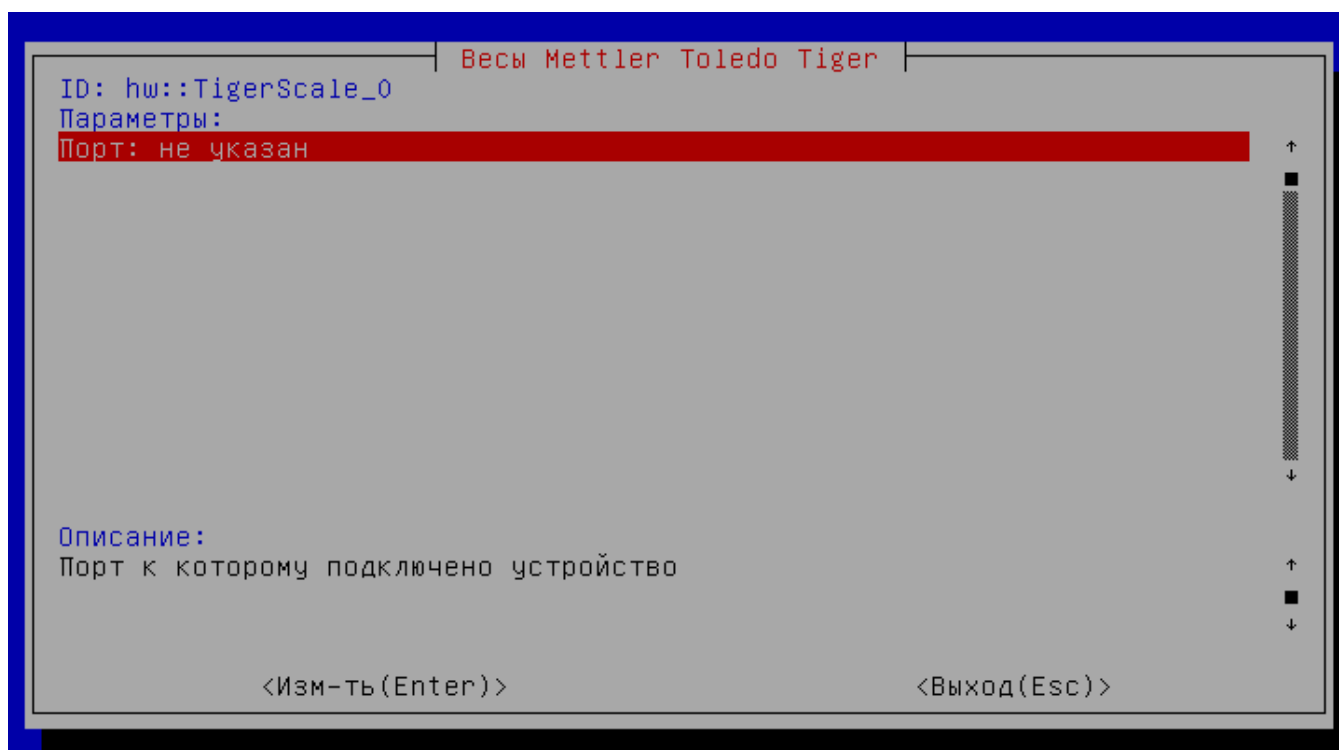 Весы Mettler Toledo Tiger
ID: hw::TigerScale_0
Параметры:
Порт: не указан
Описание:
Порт к которому подключено устройство
<Изм-ть(Enter)> <Выход(Esc)>